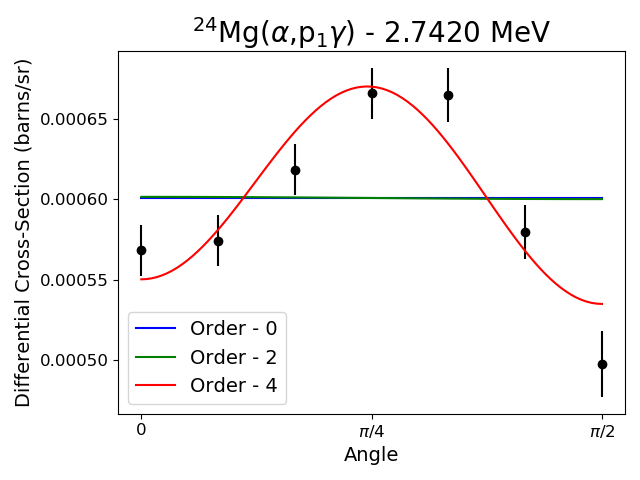 ²⁴Mg(α,p₁γ) - 2.7420 MeV
Differential Cross-Section (barns/sr)
0.00065
0.00060
0.00055
0.00050
Order - 0
Order - 2
Order - 4
0
π/4
π/2
Angle